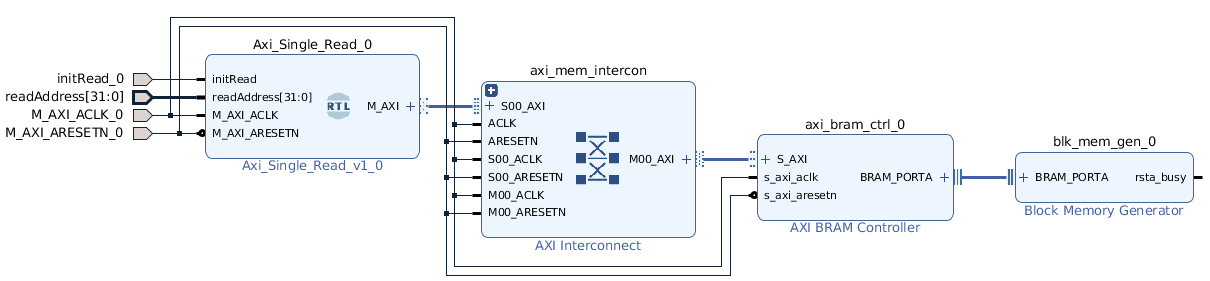 Axi_Single_Read_0
initRead_0
readAddress[31:0]
M_AXI_ACLK_0
M_AXI_ARESETN_0
initRead
readAddress[31:0]
M_AXI_ACLK
M_AXI_ARESETN
RTL
M_AXI
Axi_Single_Read_v1_0
axi_mem_intercon
S00_AXI
ACLK
ARESETN
S00_ACLK
S00_ARESETN
M00_ACLK
M00_ARESETN
M00_AXI
AXI Interconnect
axi_bram_ctrl_0
S_AXI
s_axi_aclk
s_axi_aresetn
BRAM_PORTA
AXI BRAM Controller
blk_mem_gen_0
BRAM_PORTA
rsta_busy
Block Memory Generator